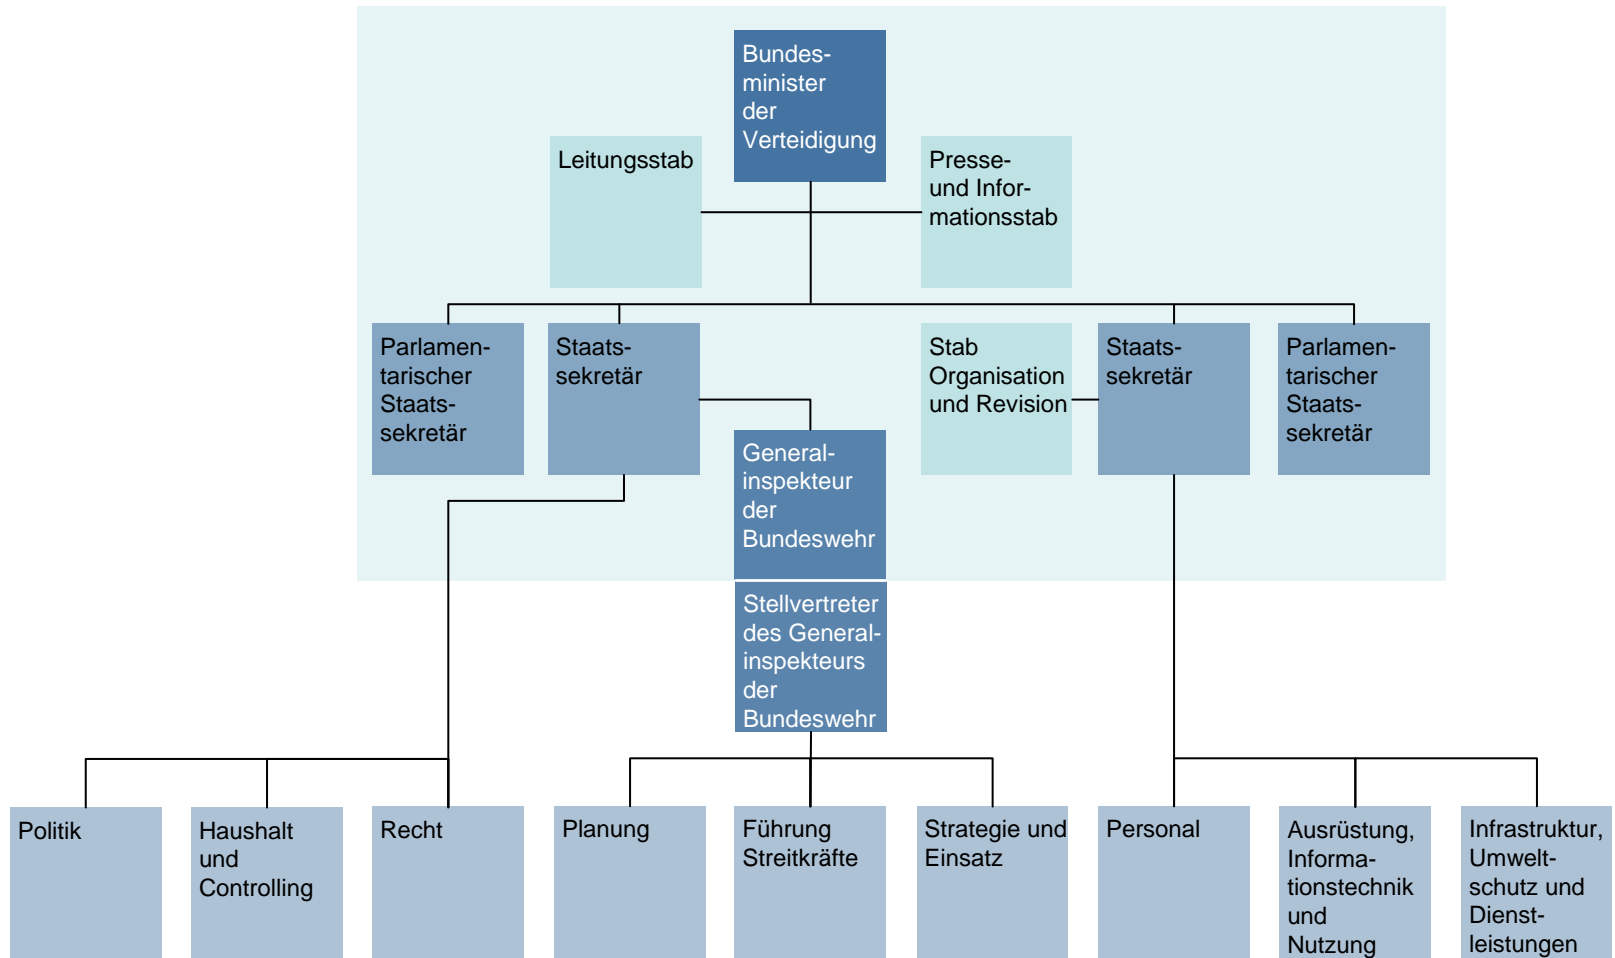 Bundes-
minister
der
Verteidigung
Leitungsstab
Presse-
und Infor-
mationsstab
Parlamen-
tarischer
Staats-
sekretär
Staats-
sekretär
Stab
Organisation
und Revision
Staats-
sekretär
Parlamen-
tarischer
Staats-
sekretär
General-
inspekteur
der
Bundeswehr
Stellvertreter
des General-
inspekteurs
der
Bundeswehr
Politik
Haushalt
und
Controlling
Recht
Planung
Führung
Streitkräfte
Strategie und
Einsatz
Personal
Ausrüstung,
Informa-
tionstechnik
und
Nutzung
Infrastruktur,
Umwelt-
schutz und
Dienst-
leistungen